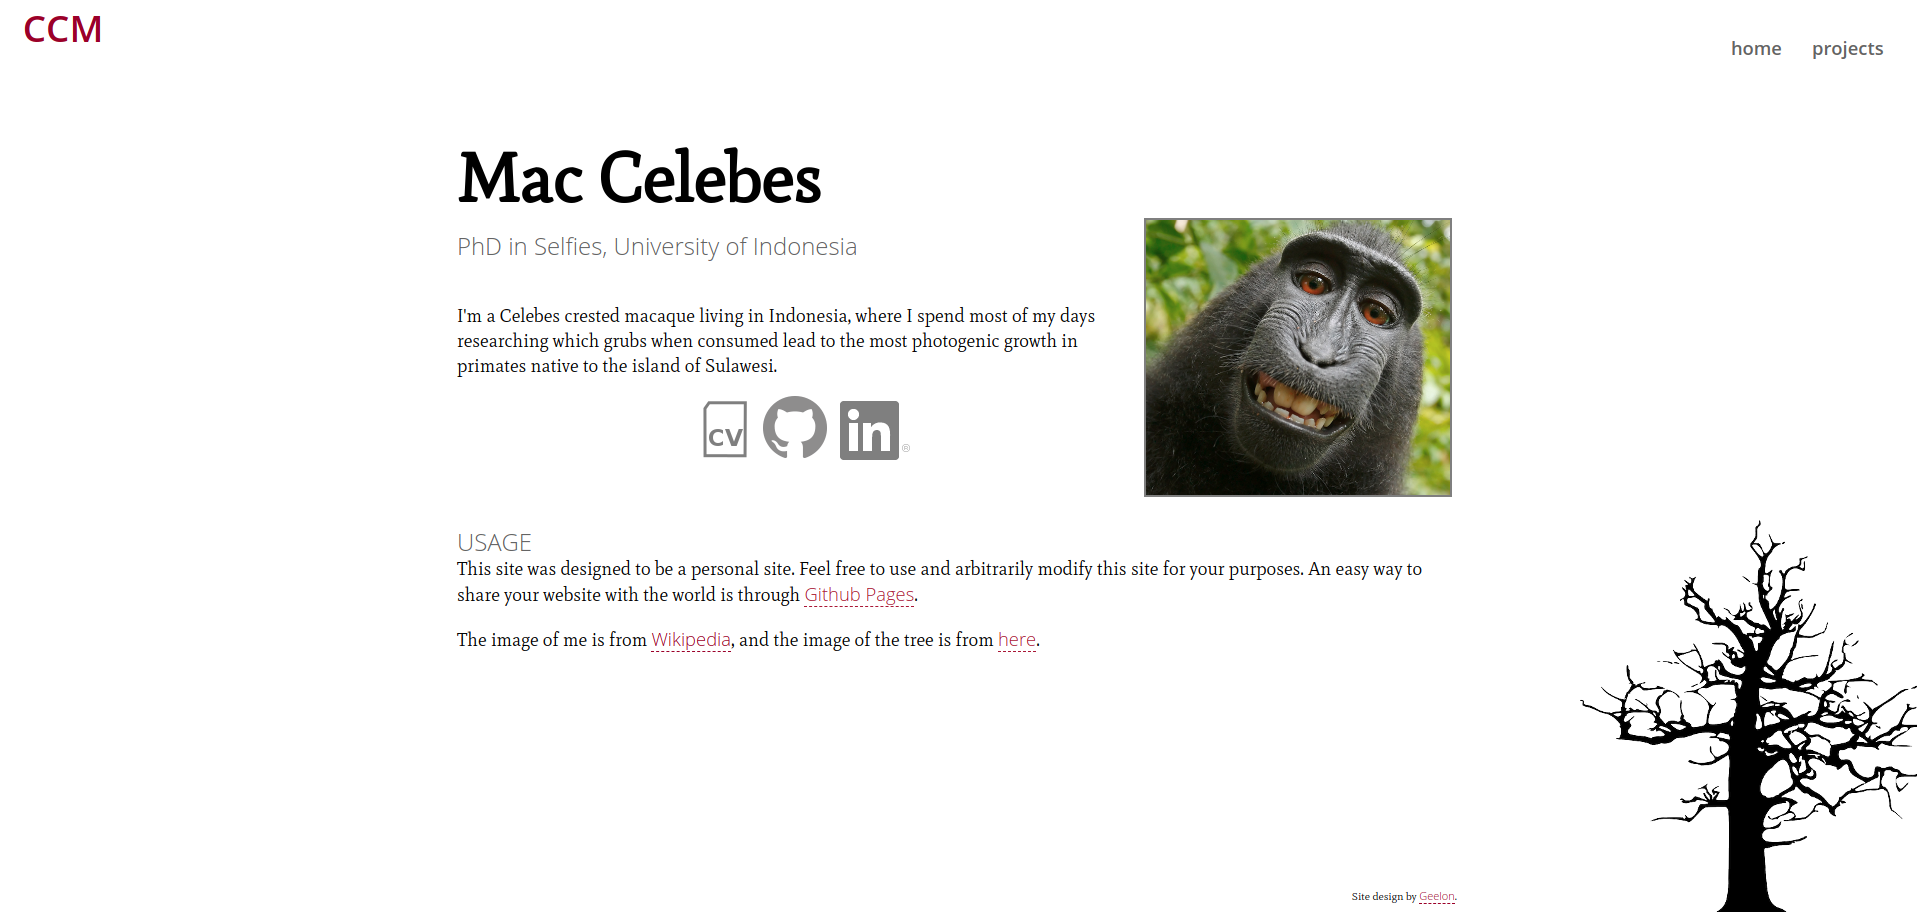 CCM
home projects
Mac Celebes
PhD in Selfies, University of Indonesia
I'm a Celebes crested macaque living in Indonesia, where I spend most of my days
researching which grubs when consumed lead to the most photogenic growth in
primates native to the island of Sulawesi.
CV
in ®
USAGE
This site was designed to be a personal site. Feel free to use and arbitrarily modify this site for your purposes. An easy way to
share your website with the world is through Github Pages.
The image of me is from Wikipedia, and the image of the tree is from here.
Site design by Geelon.